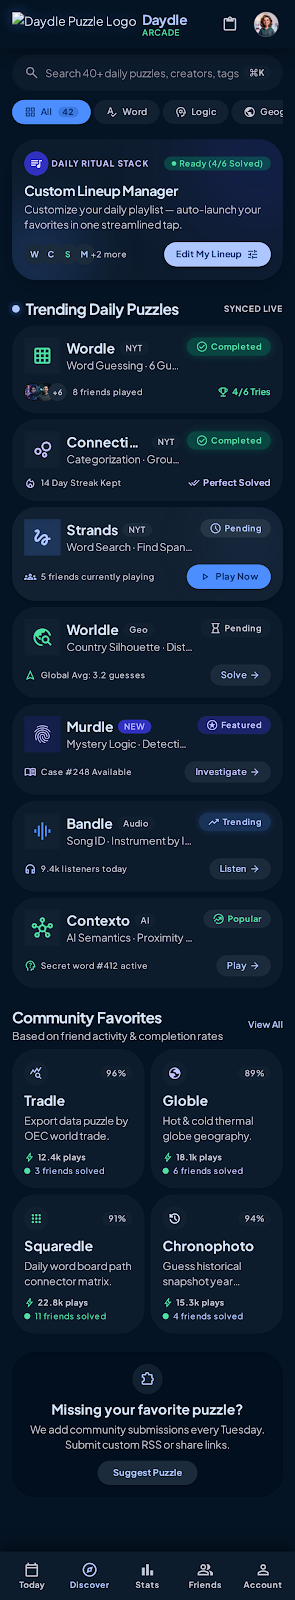 Daydle Puzzle Logo
Daydle
ARCADE
Search 40+ daily puzzles, creators, tags ⌘K
All 42 Word Logic Geog
DAILY RITUAL STACK Ready (4/6 Solved)
Custom Lineup Manager
Customize your daily playlist — auto-launch your
favorites in one streamlined tap.
W C S M +2 more Edit My Lineup
Trending Daily Puzzles SYNCED LIVE
Wordle NYT Completed
Word Guessing · 6 Gu...
+6 8 friends played 4/6 Tries
Connecti... NYT Completed
Categorization · Grou...
14 Day Streak Kept Perfect Solved
Strands NYT Pending
Word Search · Find Span...
5 friends currently playing Play Now
Worldle Geo Pending
Country Silhouette · Dist...
Global Avg: 3.2 guesses Solve →
Murdle NEW Featured
Mystery Logic · Detecti...
Case #248 Available Investigate →
Bandle Audio Trending
Song ID · Instrument by I...
9.4k listeners today Listen →
Contexto AI Popular
AI Semantics · Proximity ...
Secret word #412 active Play →
Community Favorites
Based on friend activity & completion rates View All
96% 89%
Tradle Globle
Export data puzzle by Hot & cold thermal
OEC world trade. globe geography.
12.4k plays 18.1k plays
3 friends solved 6 friends solved
91% 94%
Squaredle Chronophoto
Daily word board path Guess historical
connector matrix. snapshot year...
22.8k plays 15.3k plays
11 friends solved 4 friends solved
Missing your favorite puzzle?
We add community submissions every Tuesday.
Submit custom RSS or share links.
Suggest Puzzle
Today Discover Stats Friends Account